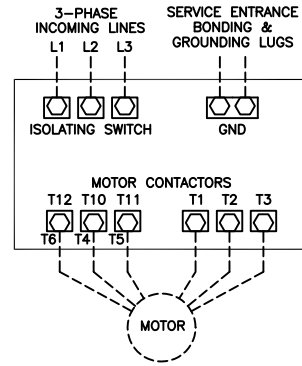 3-PHASE
INCOMING LINES
L1 L2 L3
SERVICE ENTRANCE
BONDING &
GROUNDING LUGS
ISOLATING SWITCH
GND
MOTOR CONTACTORS
T12 T10 T11 T1 T2 T3
T6 T4 T5
MOTOR